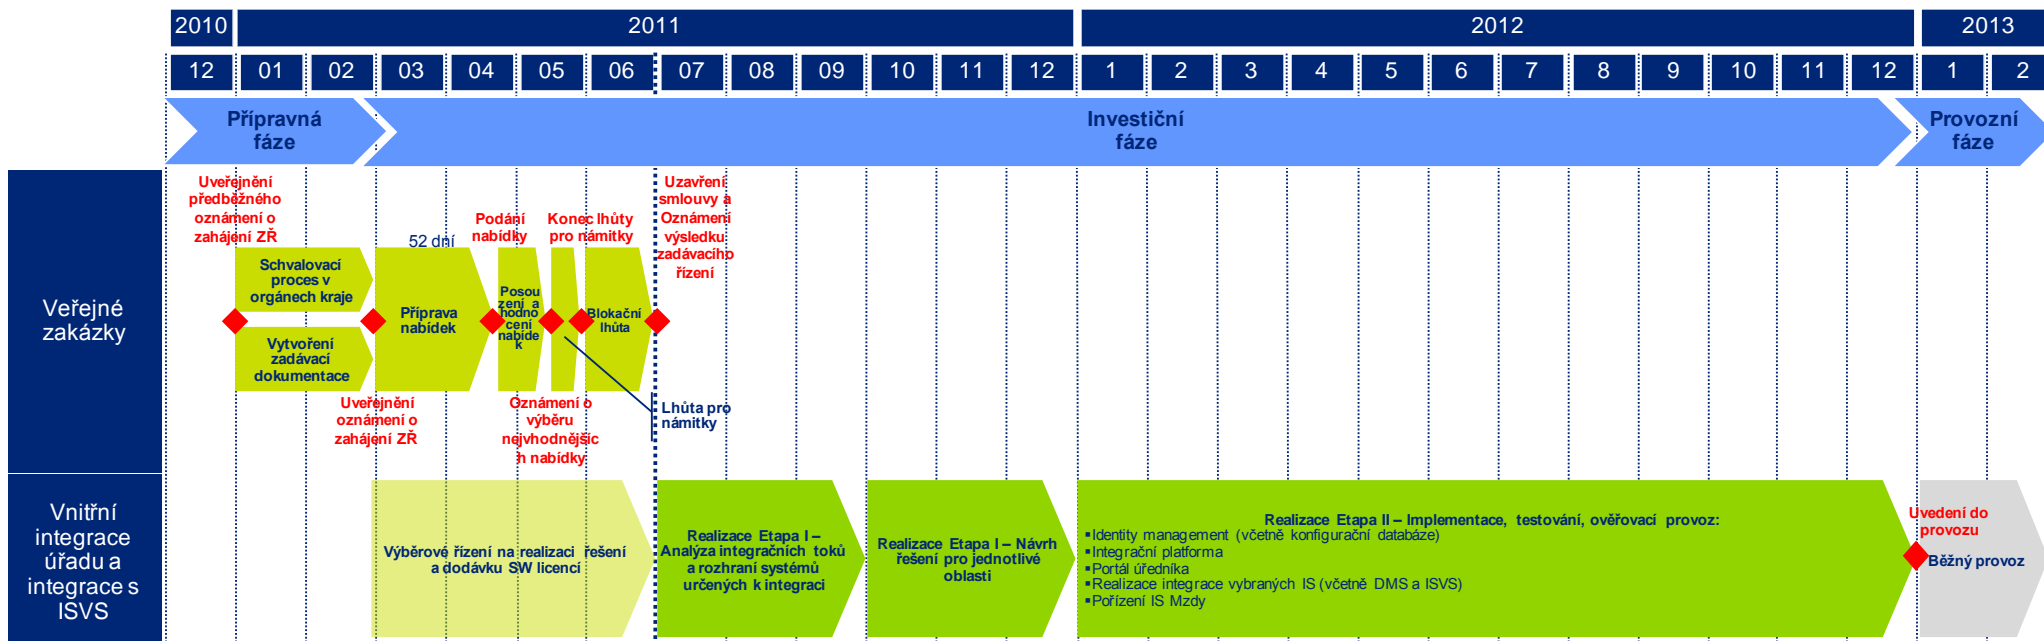 2010
2011
2012
2013
12
01
02
03
04
05
06
07
08
09
10
11
12
1
2
3
4
5
6
7
8
9
10
11
12
1
2
Přípravná
fáze
Investiční
fáze
Provozní
fáze
Veřejné
zakázky
Uveřejnění
předběžného
oznámení o
zahájení ZŘ
Schvalovací
proces v
orgánech kraje
Vytvoření
zadávací
dokumentace
Uveřejnění
oznámení o
zahájení ZŘ
52 dní
Příprava
nabídek
Podání
nabídky
Posou
zení a
hodno
cení
nabíde
k
Oznámení o
výběru
nejvhodnějšíc
h nabídky
Konec lhůty
pro námitky
Blokační
lhůta
Lhůta pro
námitky
Uzavření
smlouvy a
Oznámení
výsledku
zadávacího
řízení
Vnitřní
integrace
úřadu a
integrace s
ISVS
Výběrové řízení na realizaci řešení
a dodávku SW licencí
Realizace Etapa I –
Analýza integračních toků
a rozhraní systémů
určených k integraci
Realizace Etapa I – Návrh
řešení pro jednotlivé
oblasti
Realizace Etapa II – Implementace, testování, ověřovací provoz:
▪Identity management (včetně konfigurační databáze)
▪Integrační platforma
▪Portál úředníka
▪Realizace integrace vybraných IS (včetně DMS a ISVS)
▪Pořízení IS Mzdy
Uvedení do
provozu
Běžný provoz